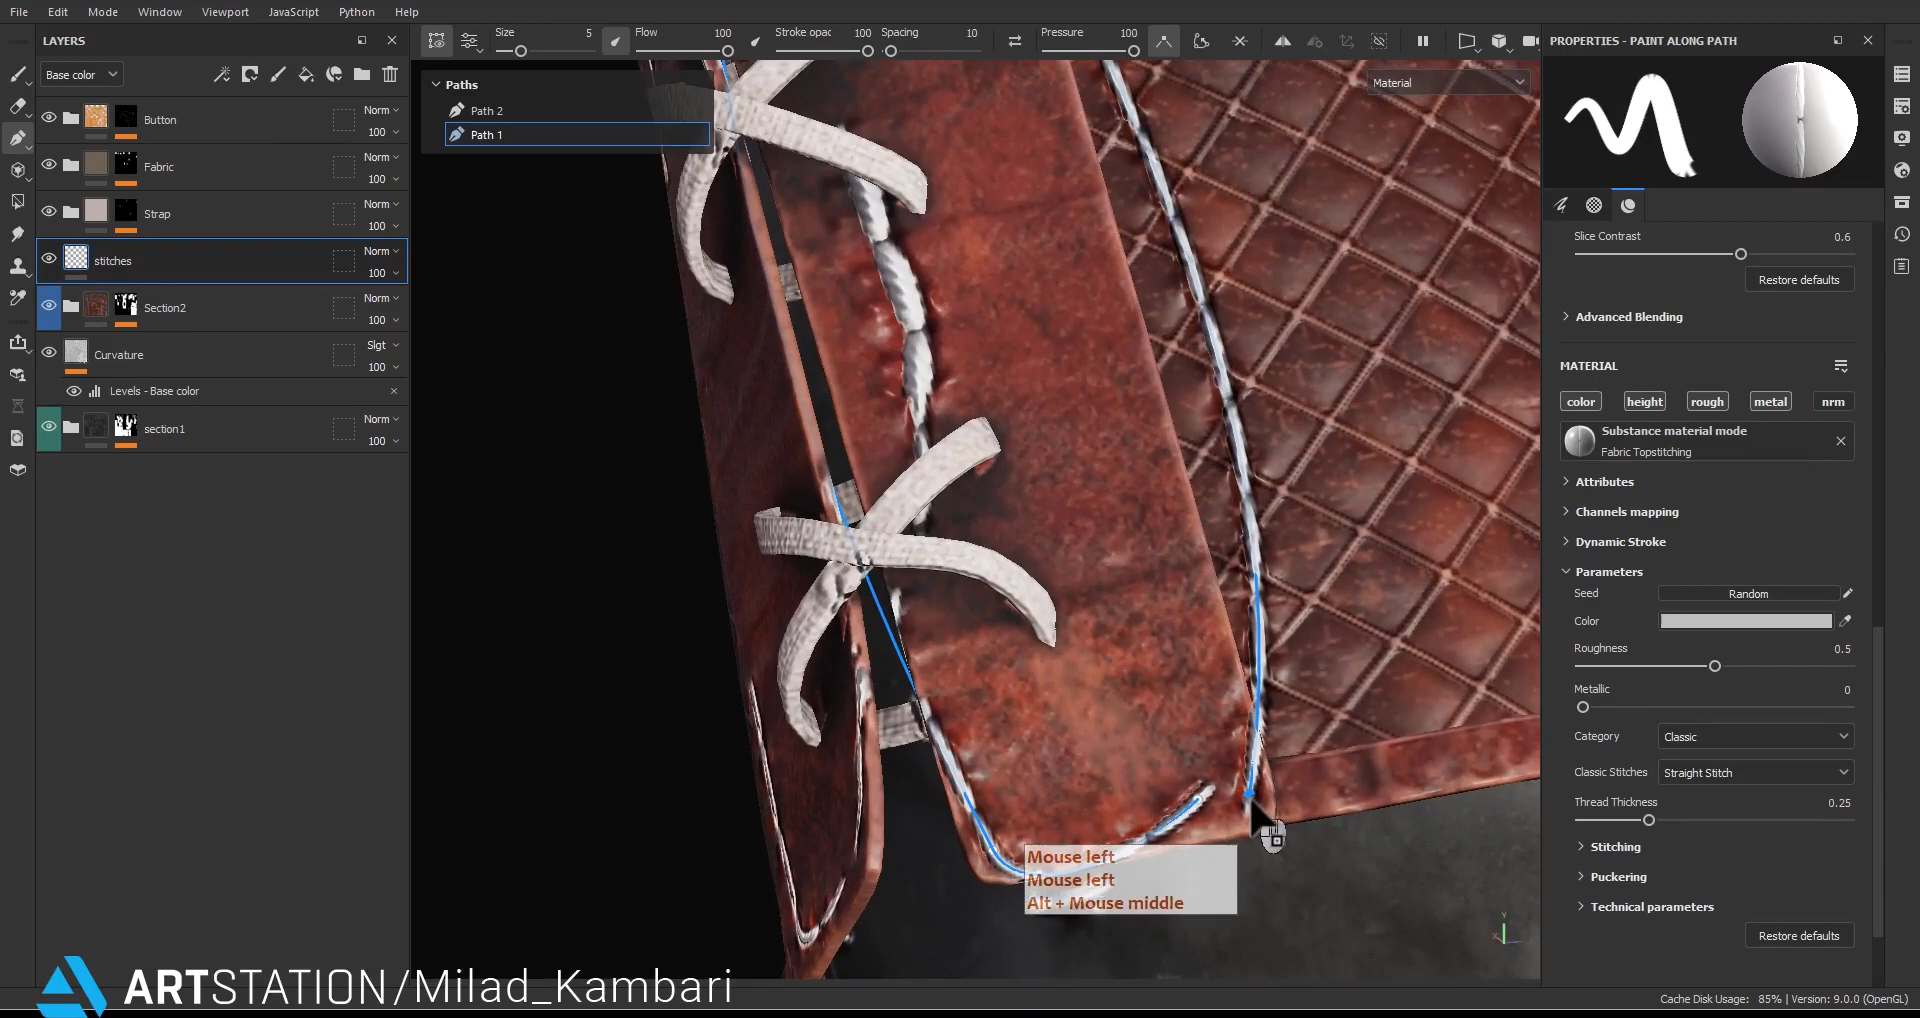 File Edit Mode Window Viewport JavaScript Python Help
LAYERS
Size 5 Flow 100 Stroke opac 100 Spacing 10 Pressure 100
PROPERTIES - PAINT ALONG PATH
Base color
Paths
Path 2
Path 1
Material
Button Norm 100
Fabric Norm 100
Strap Norm 100
stitches Norm 100
Section2 Norm 100
Curvature Slgt 100
Levels - Base color
section1 Norm 100
Slice Contrast 0.6
Restore defaults
Advanced Blending
MATERIAL
color height rough metal nrm
Substance material mode
Fabric Topstitching
Attributes
Channels mapping
Dynamic Stroke
Parameters
Seed Random
Color
Roughness 0.5
Metallic 0
Category Classic
Classic Stitches Straight Stitch
Thread Thickness 0.25
Stitching
Puckering
Technical parameters
Restore defaults
Mouse left
Mouse left
Alt + Mouse middle
Y
X
ARTSTATION/Milad_Kambari
Cache Disk Usage: 85% | Version: 9.0.0 (OpenGL)